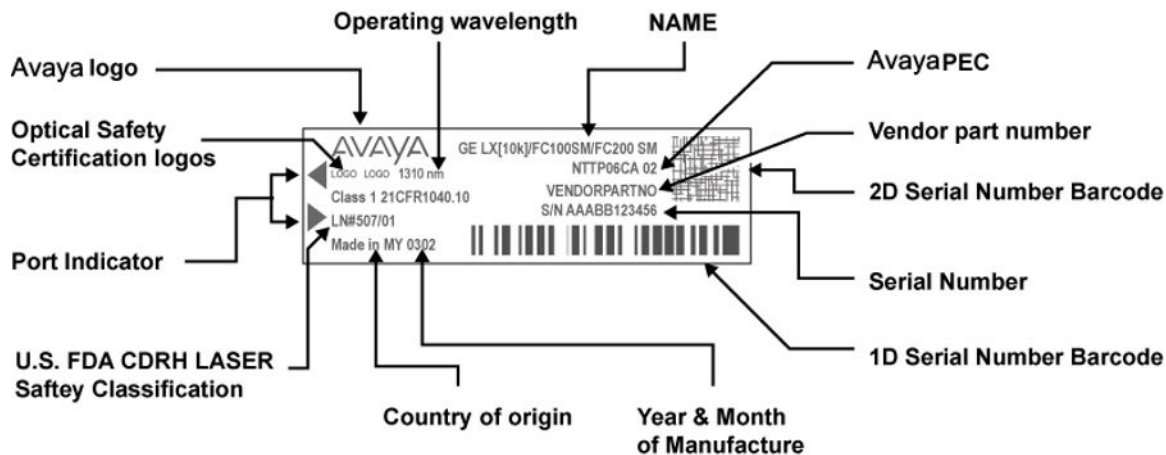 Operating wavelength
NAME
Avaya logo
AvayaPEC
Optical Safety
Certification logos
Vendor part number
2D Serial Number Barcode
Port Indicator
Serial Number
U.S. FDA CDRH LASER
Saftey Classification
1D Serial Number Barcode
Country of origin
Year & Month
of Manufacture
AVAYA
LOGO LOGO 1310 nm
Class 1 21CFR1040.10
LN#507/01
Made in MY 0302
GE LX[10k]/FC100SM/FC200 SM
NTTP06CA 02
VENDORPARTNO
S/N AAABB123456